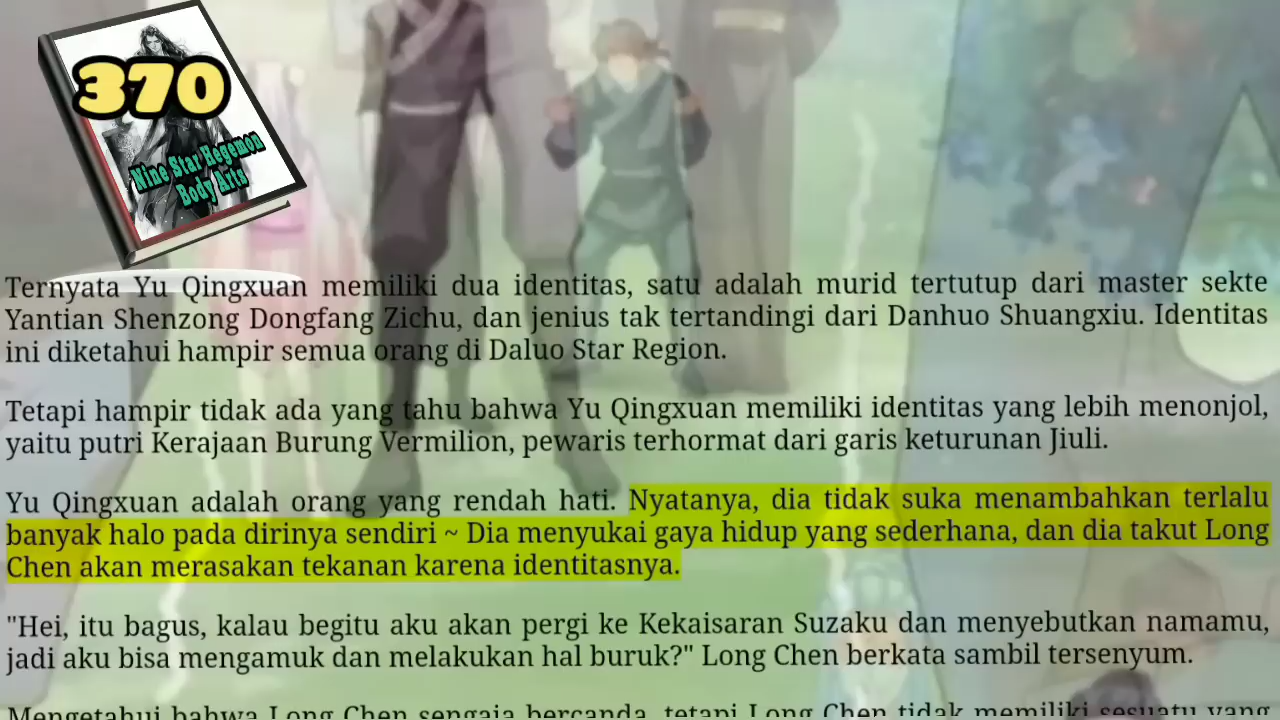 370
Nine Star Hegemon
Body Arts
Ternyata Yu Qingxuan memiliki dua identitas, satu adalah murid tertutup dari master sekte
Yantian Shenzong Dongfang Zichu, dan jenius tak tertandingi dari Danhuo Shuangxiu. Identitas
ini diketahui hampir semua orang di Daluo Star Region.
Tetapi hampir tidak ada yang tahu bahwa Yu Qingxuan memiliki identitas yang lebih menonjol,
yaitu putri Kerajaan Burung Vermilion, pewaris terhormat dari garis keturunan Jiuli.
Yu Qingxuan adalah orang yang rendah hati. Nyatanya, dia tidak suka menambahkan terlalu
banyak halo pada dirinya sendiri ~ Dia menyukai gaya hidup yang sederhana, dan dia takut Long
Chen akan merasakan tekanan karena identitasnya.
"Hei, itu bagus, kalau begitu aku akan pergi ke Kekaisaran Suzaku dan menyebutkan namamu,
jadi aku bisa mengamuk dan melakukan hal buruk?" Long Chen berkata sambil tersenyum.
Mengetahui bahwa Long Chen sengaja bercanda, tetapi Long Chen tidak memiliki sesuatu yang